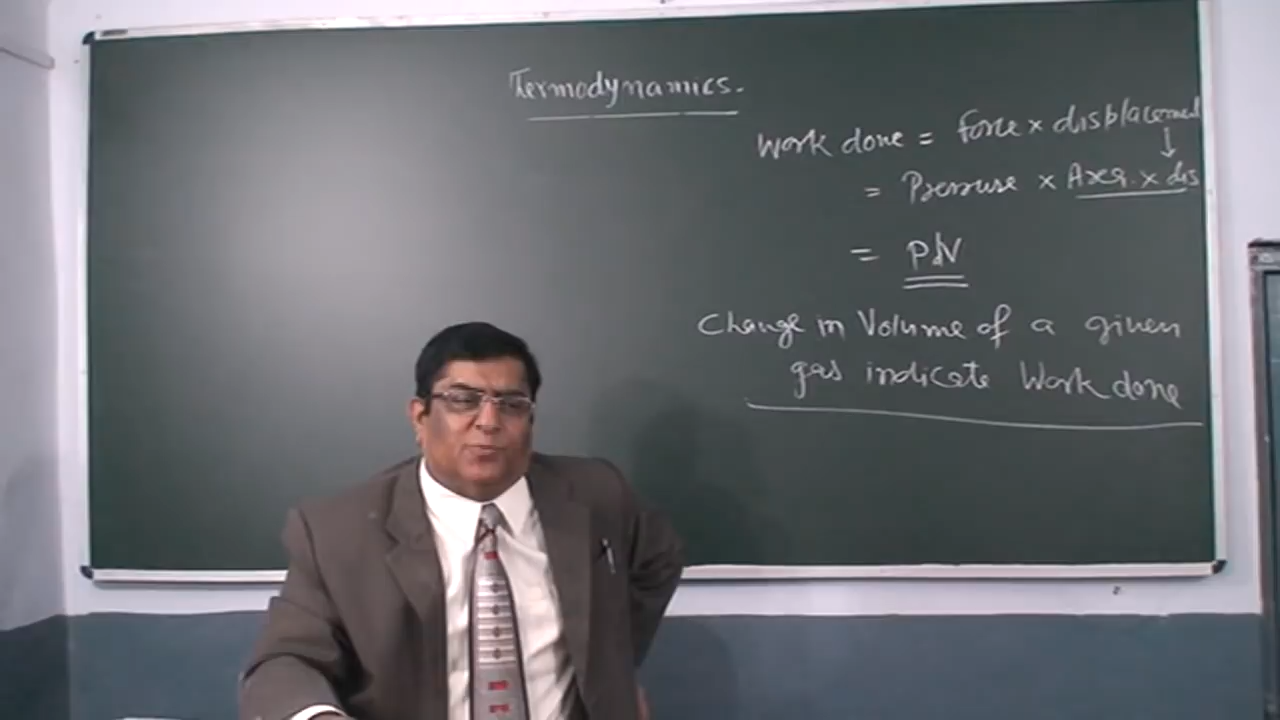 Termodynamics.
Work done = force × displacement
= Pressure × Area × dis
= PdV
Change in Volume of a given
gas indicate Work done